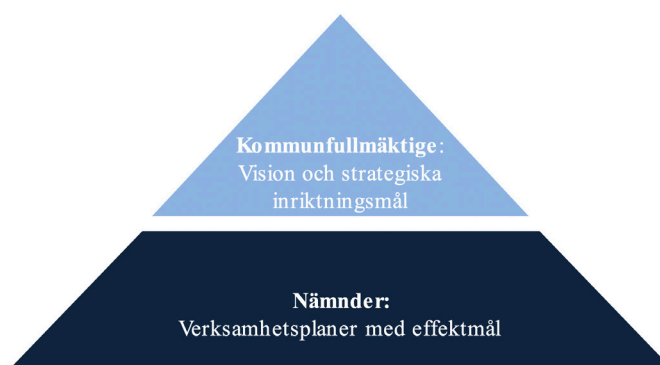 Kommunfullmäktige:
Vision och strategiska
inriktningsmål
Nämnder:
Verksamhetsplaner med effektmål